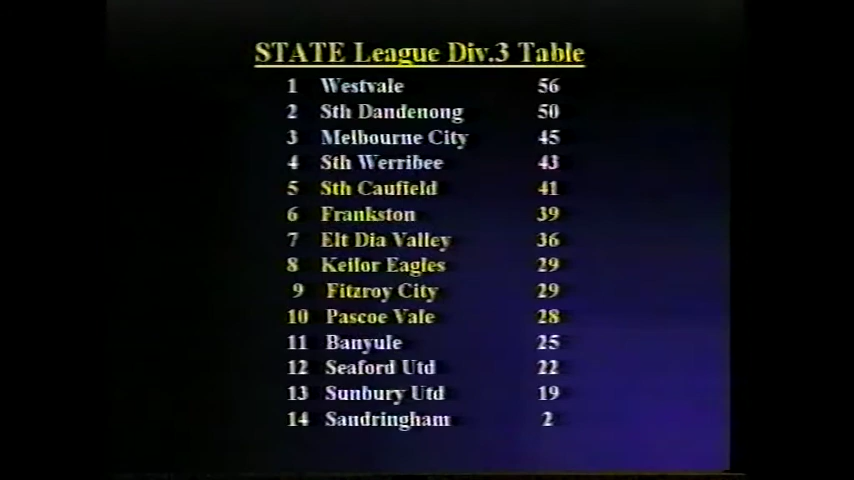 STATE League Div.3 Table
1 Westvale 56
2 Sth Dandenong 50
3 Melbourne City 45
4 Sth Werribee 43
5 Sth Caufield 41
6 Frankston 39
7 Elt Dia Valley 36
8 Keilor Eagles 29
9 Fitzroy City 29
10 Pascoe Vale 28
11 Banyule 25
12 Seaford Utd 22
13 Sunbury Utd 19
14 Sandringham 2